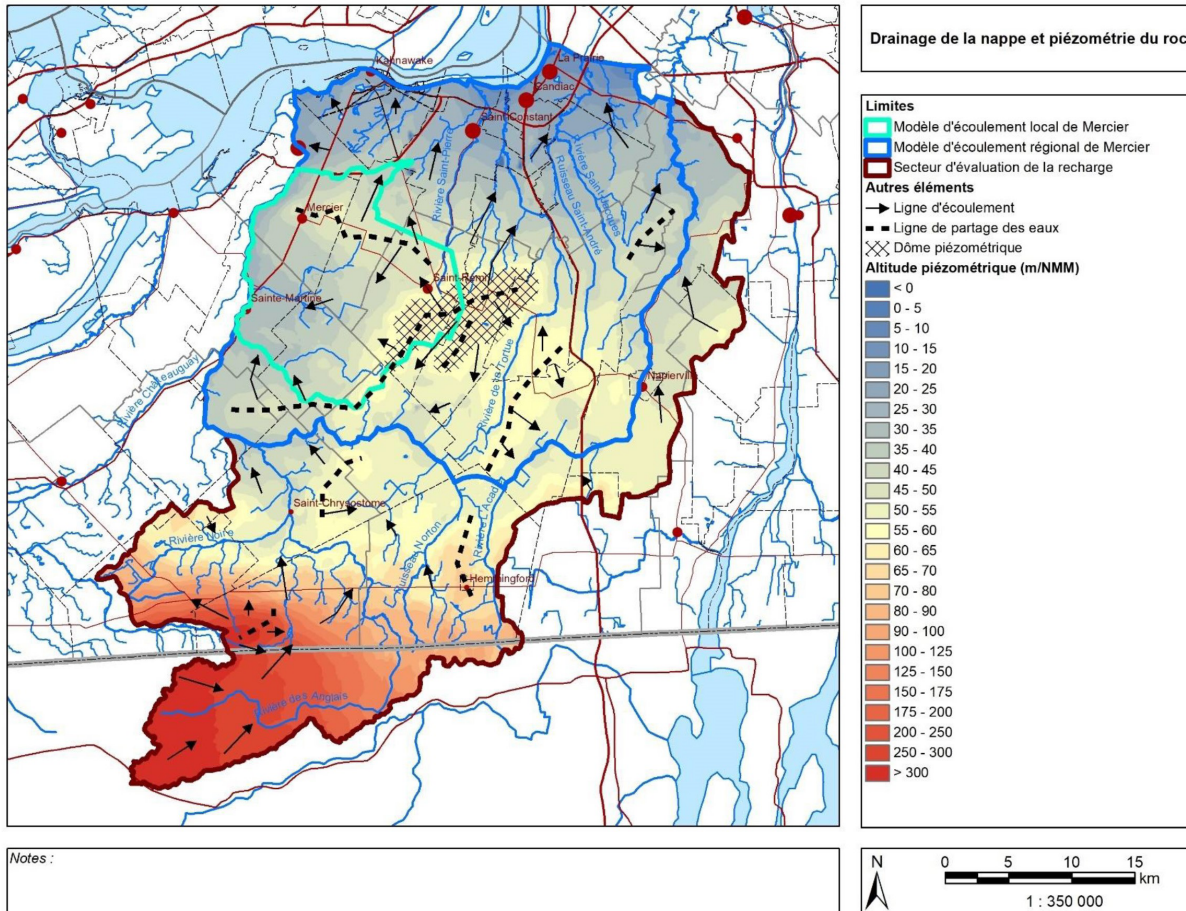 Drainage de la nappe et piézométrie du roc
Limites
Modèle d'écoulement local de Mercier
Modèle d'écoulement régional de Mercier
Secteur d'évaluation de la recharge
Autres éléments
Ligne d'écoulement
Ligne de partage des eaux
Dôme piézométrique
Altitude piézométrique (m/NMM)
< 0
0 - 5
5 - 10
10 - 15
15 - 20
20 - 25
25 - 30
30 - 35
35 - 40
40 - 45
45 - 50
50 - 55
55 - 60
60 - 65
65 - 70
70 - 80
80 - 90
90 - 100
100 - 125
125 - 150
150 - 175
175 - 200
200 - 250
250 - 300
> 300
Kahnawake
La Prairie
Candiac
Saint-Constant
Rivière Saint-Pierre
Rivière Saint-Jacques
Ruisseau Saint-André
Mercier
Saint-Rémi
Sainte-Martine
Rivière Châteauguay
Rivière de la Tortue
Napierville
Saint-Chrysostome
Rivière Noire
Ruisseau Norton
Rivière L'Acadie
Hemmingford
Rivière des Anglais
Notes :
N
0 5 10 15
km
1 : 350 000